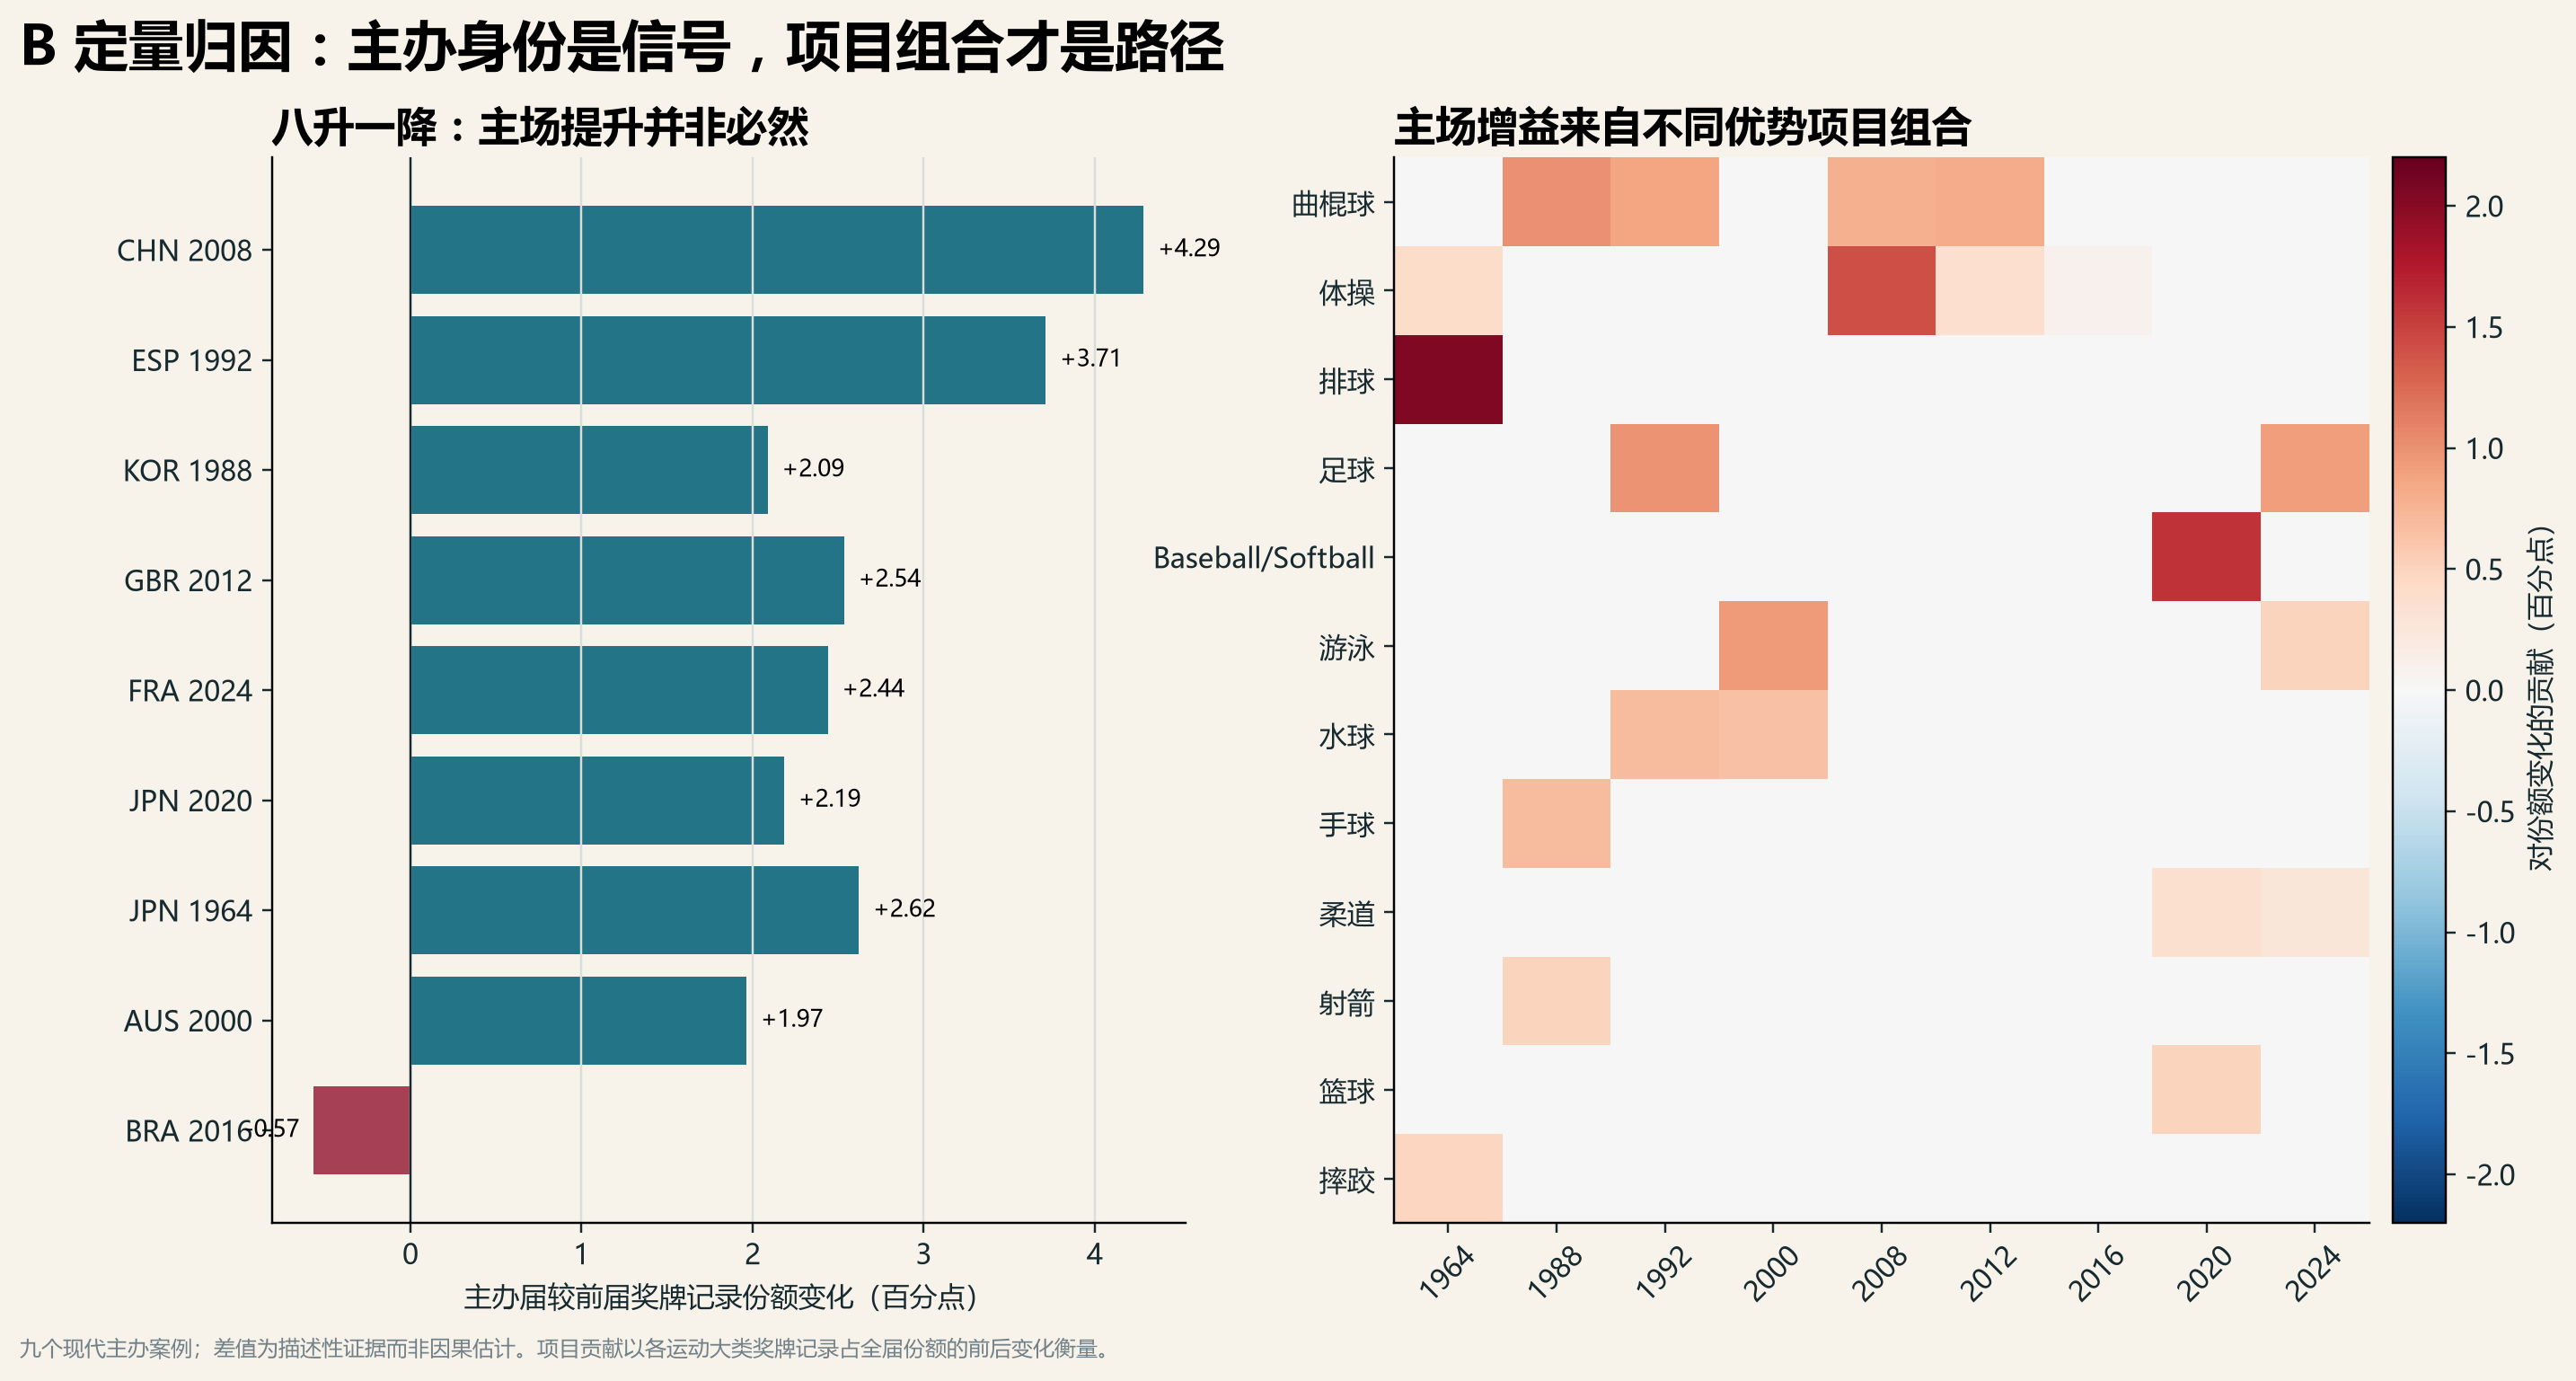 B 定量归因：主办身份是信号，项目组合才是路径
八升一降：主场提升并非必然
CHN 2008
+4.29
ESP 1992
+3.71
KOR 1988
+2.09
GBR 2012
+2.54
FRA 2024
+2.44
JPN 2020
+2.19
JPN 1964
+2.62
AUS 2000
+1.97
BRA 2016
-0.57
0 1 2 3 4
主办届较前届奖牌记录份额变化（百分点）
主场增益来自不同优势项目组合
曲棍球
体操
排球
足球
Baseball/Softball
游泳
水球
手球
柔道
射箭
篮球
摔跤
1964 1988 1992 2000 2008 2012 2016 2020 2024
2.0
1.5
1.0
0.5
0.0
-0.5
-1.0
-1.5
-2.0
对份额变化的贡献（百分点）
九个现代主办案例；差值为描述性证据而非因果估计。项目贡献以各运动大类奖牌记录占全届份额的前后变化衡量。